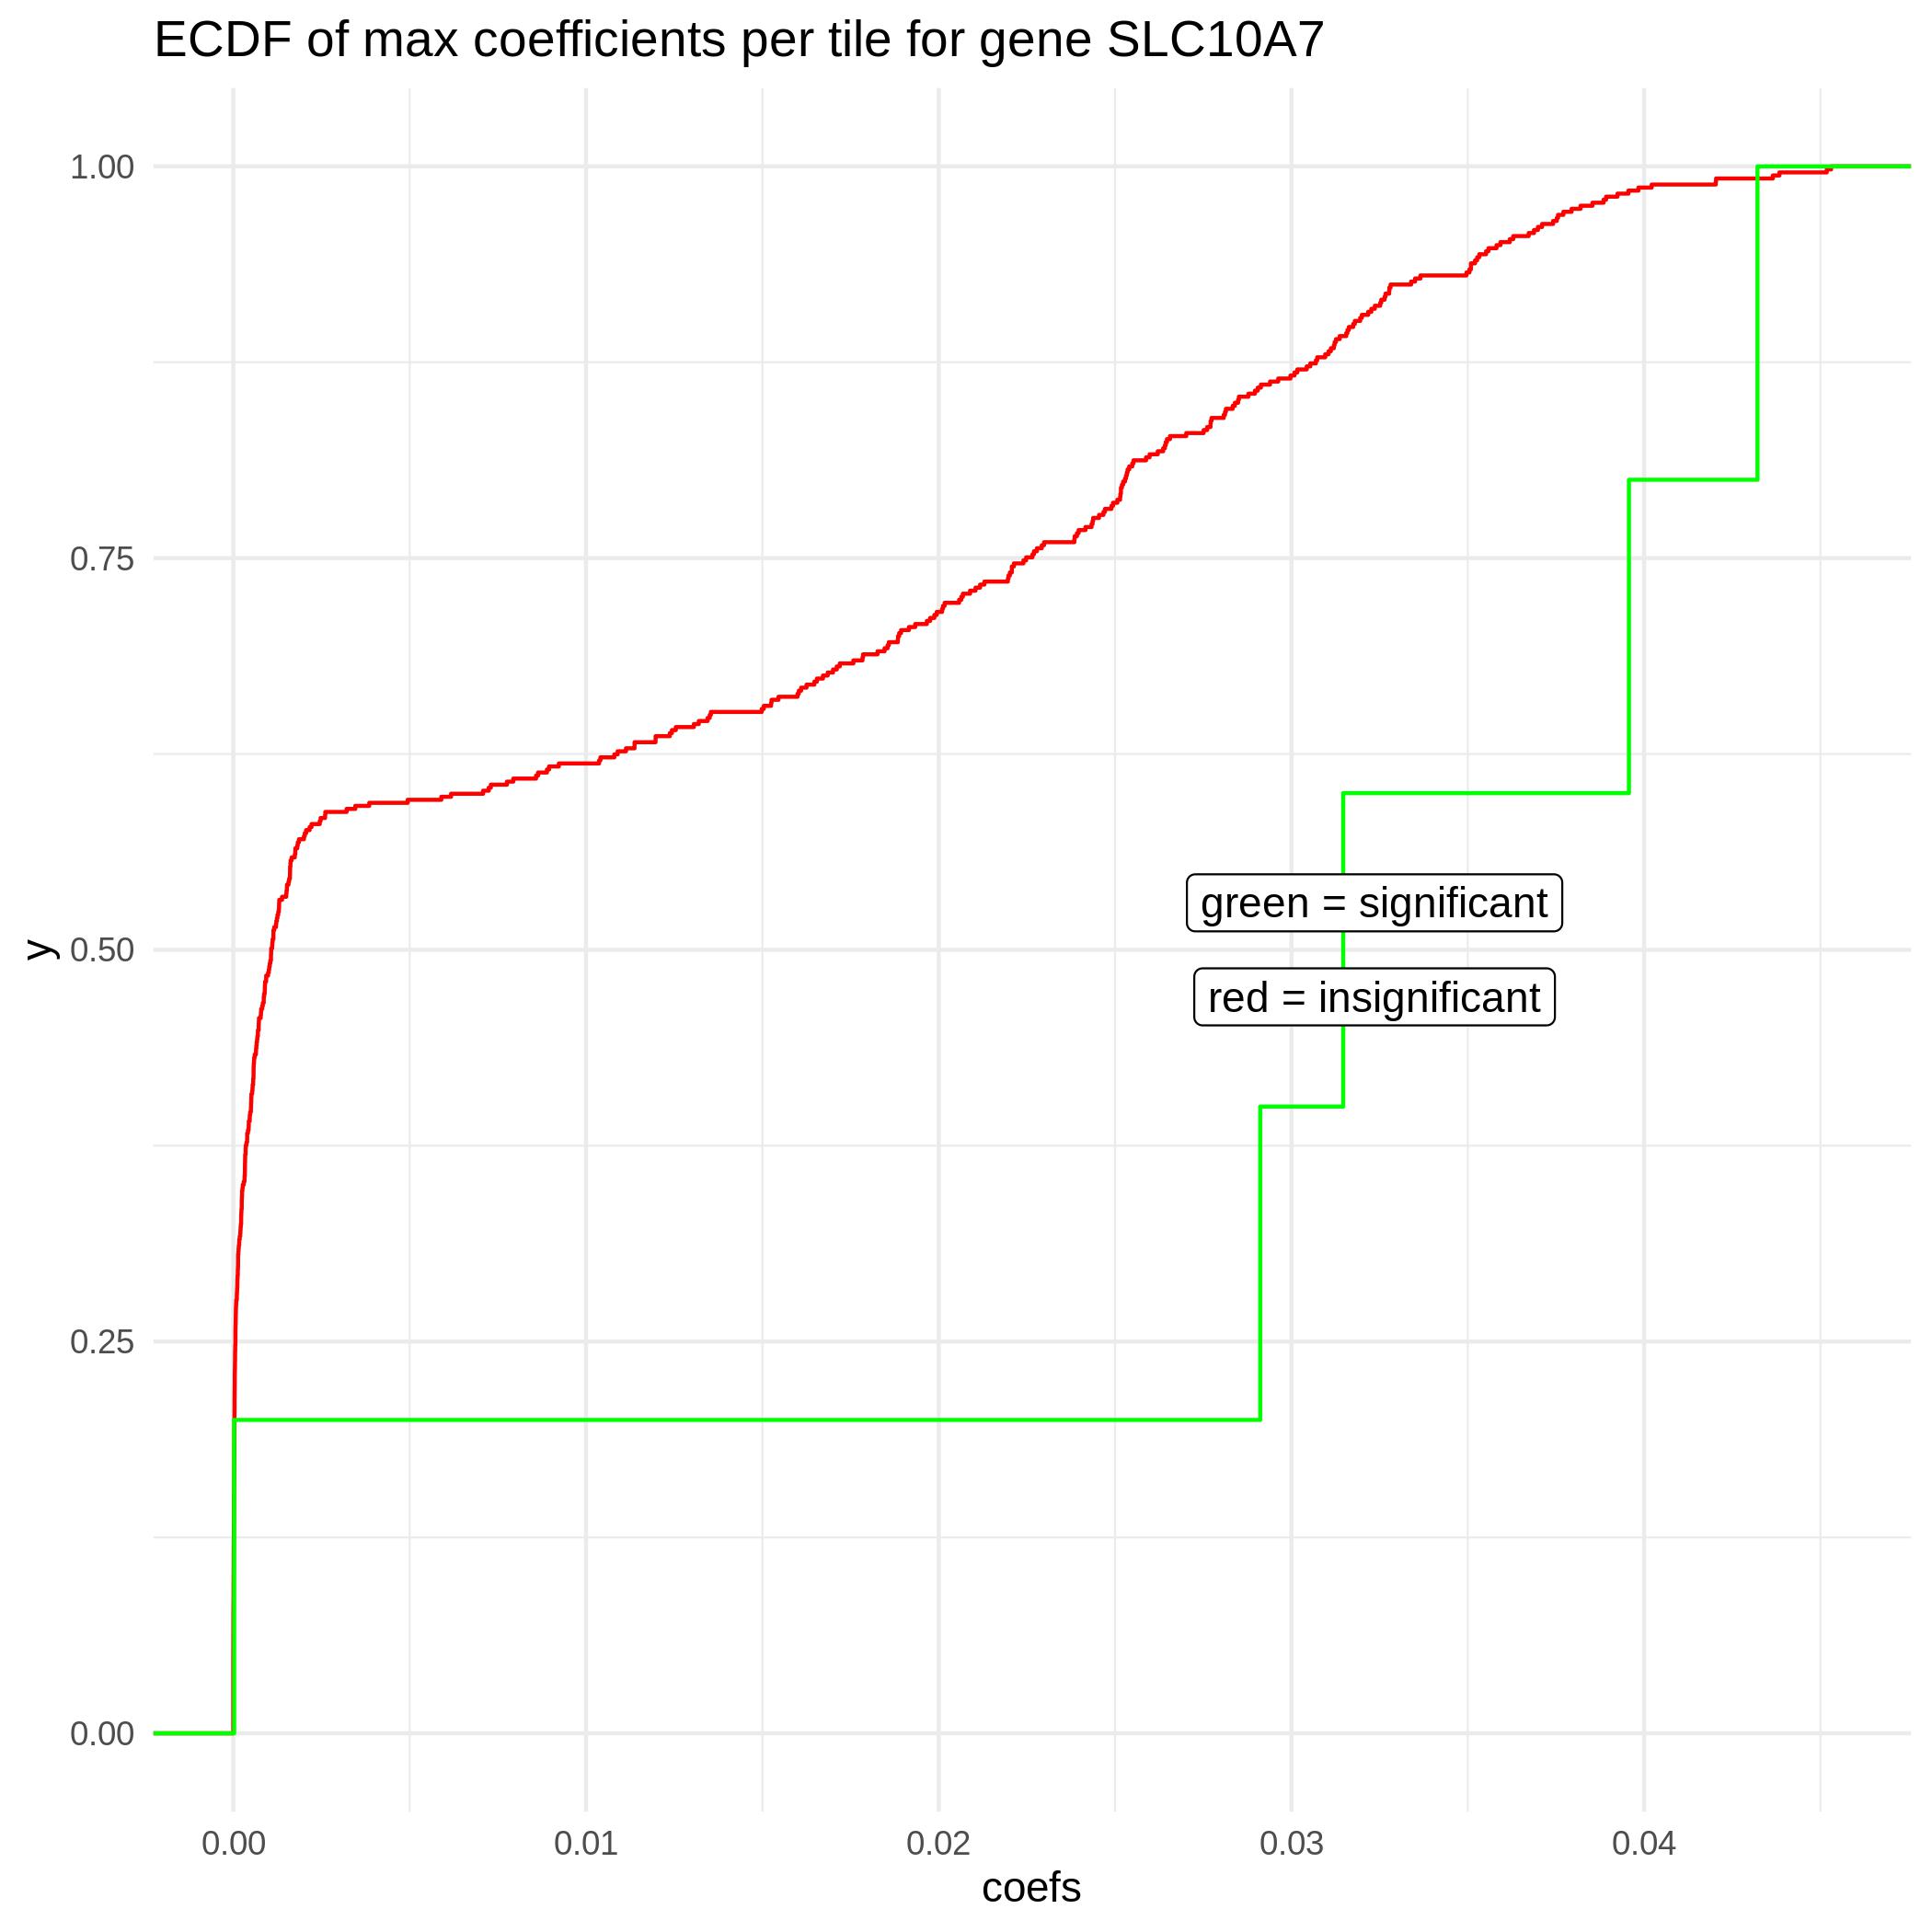 ECDF of max coefficients per tile for gene SLC10A7
y
1.00
0.75
0.50
0.25
0.00
green = significant
red = insignificant
0.00 0.01 0.02 0.03 0.04
coefs